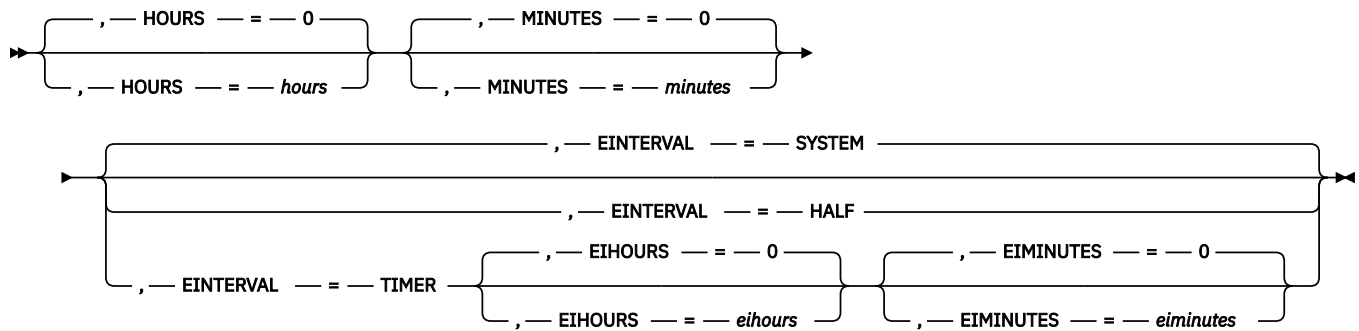 , HOURS = 0 , MINUTES = 0
, HOURS = hours , MINUTES = minutes
, EINTERVAL = SYSTEM
, EINTERVAL = HALF
, EIHOURS = 0 , EIMINUTES = 0
, EINTERVAL = TIMER
, EIHOURS = eihours , EIMINUTES = eiminutes